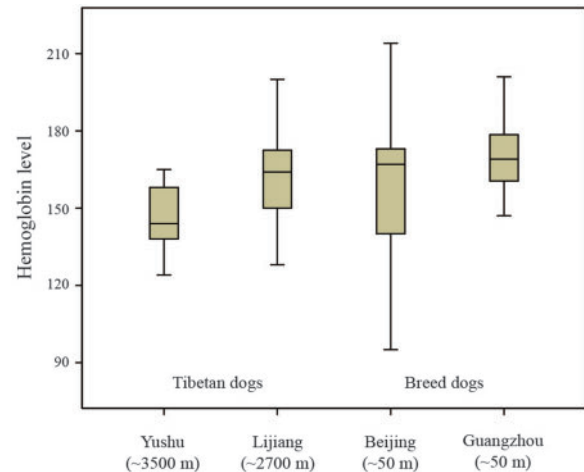 Hemoglobin level
210
180
150
120
90
Tibetan dogs Breed dogs
Yushu Lijiang Beijing Guangzhou
(~3500 m) (~2700 m) (~50 m) (~50 m)